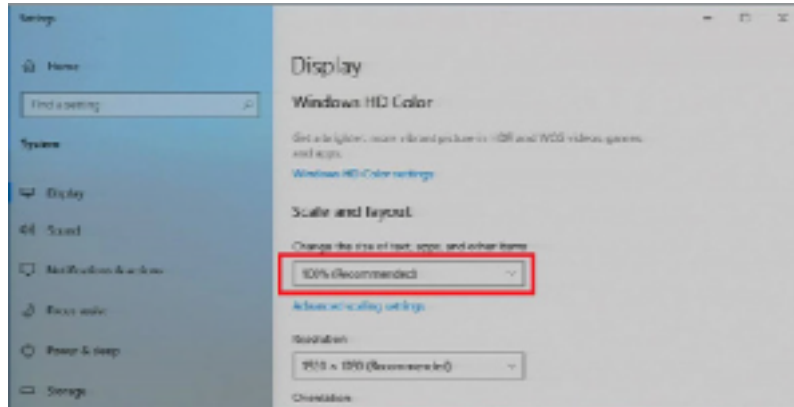 Settings
Home
Find a setting
System
Display
Sound
Notifications & actions
Focus assist
Power & sleep
Storage
Display
Windows HD Color
Get a brighter, more vibrant picture in HDR and WCG videos, games,
and apps.
Windows HD Color settings
Scale and layout
Change the size of text, apps, and other items
100% (Recommended)
Advanced scaling settings
Resolution
1920 × 1080 (Recommended)
Orientation